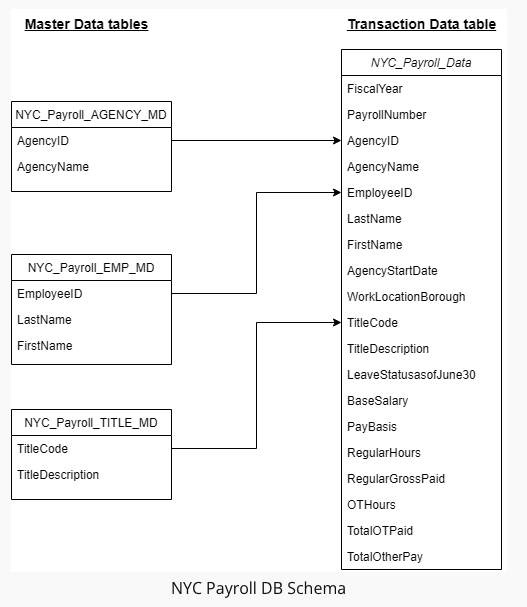 Master Data tables
Transaction Data table
NYC_Payroll_AGENCY_MD
AgencyID
AgencyName
NYC_Payroll_EMP_MD
EmployeeID
LastName
FirstName
NYC_Payroll_TITLE_MD
TitleCode
TitleDescription
NYC_Payroll_Data
FiscalYear
PayrollNumber
AgencyID
AgencyName
EmployeeID
LastName
FirstName
AgencyStartDate
WorkLocationBorough
TitleCode
TitleDescription
LeaveStatusasofJune30
BaseSalary
PayBasis
RegularHours
RegularGrossPaid
OTHours
TotalOTPaid
TotalOtherPay
NYC Payroll DB Schema